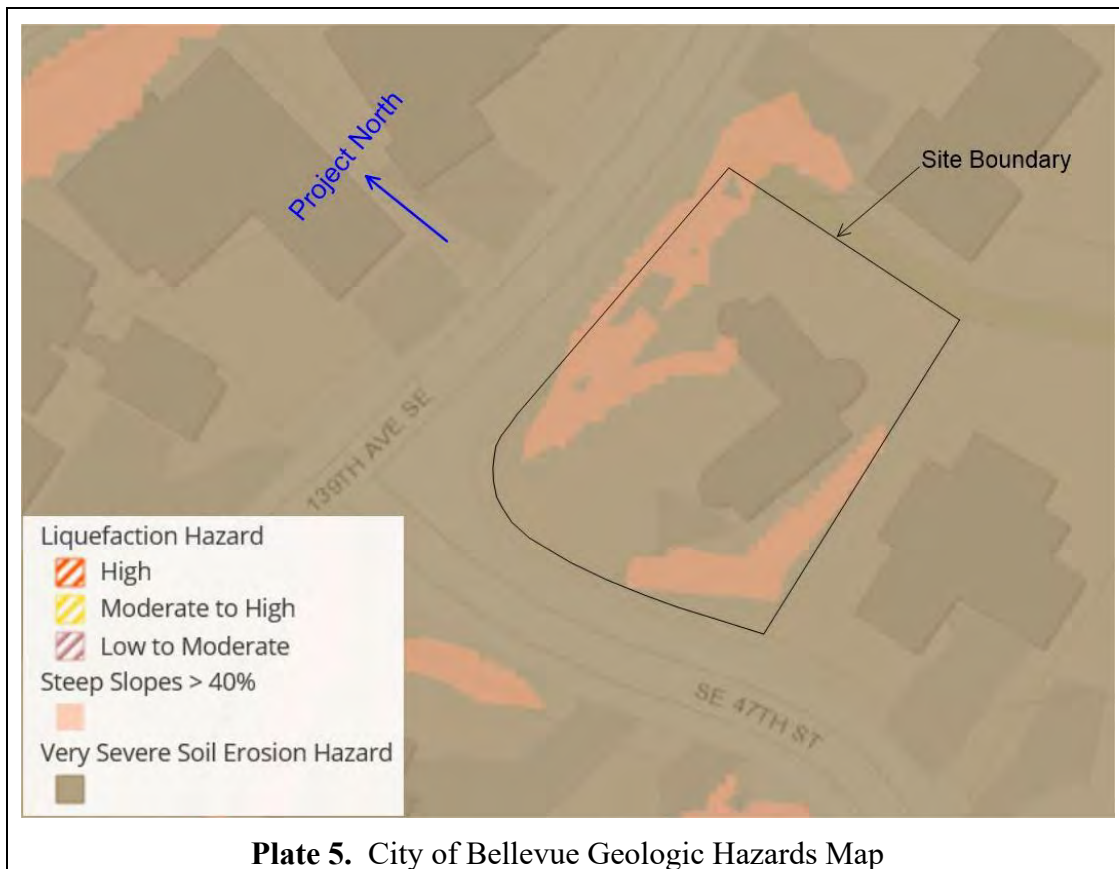 Project North
Site Boundary
139TH AVE SE
SE 47TH ST
Liquefaction Hazard
High
Moderate to High
Low to Moderate
Steep Slopes > 40%
Very Severe Soil Erosion Hazard
Plate 5. City of Bellevue Geologic Hazards Map